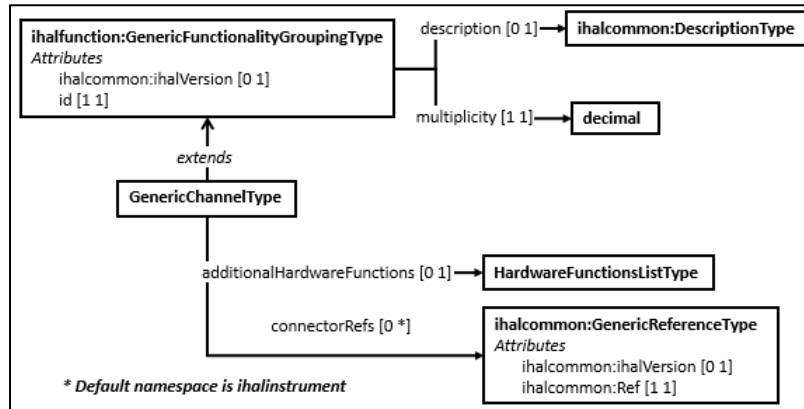 ihalfunction:GenericFunctionalityGroupingType
Attributes
ihalcommon:ihalVersion [0 1]
id [1 1]
description [0 1]
ihalcommon:DescriptionType
multiplicity [1 1]
decimal
extends
GenericChannelType
additionalHardwareFunctions [0 1]
HardwareFunctionsListType
connectorRefs [0 *]
ihalcommon:GenericReferenceType
Attributes
ihalcommon:ihalVersion [0 1]
ihalcommon:Ref [1 1]
* Default namespace is ihalinstrument